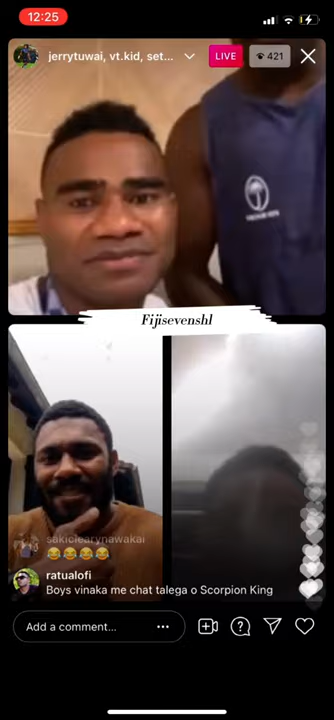 12:25
jerrytuwai, vt.kid, set...
LIVE
421
Fijisevenshl
sakiclearynawakai
😂😂😂😂
ratualofi
Boys vinaka me chat talega o Scorpion King
Add a comment...